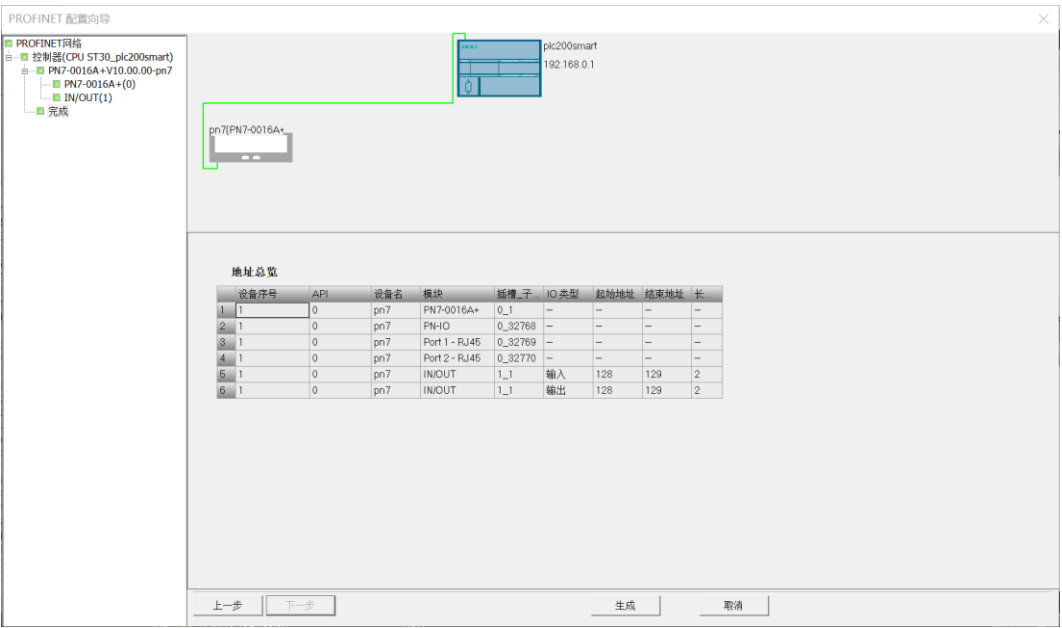 PROFINET 配置向导
PROFINET网络
控制器(CPU ST30_plc200smart)
PN7-0016A+V10.00.00-pn7
PN7-0016A+(0)
IN/OUT(1)
完成
plc200smart
192.168.0.1
pn7(PN7-0016A+
地址总览
设备序号 API 设备名 模块 插槽_子... IO 类型 起始地址 结束地址 长...
1 1 0 pn7 PN7-0016A+ 0_1 – – – –
2 1 0 pn7 PN-IO 0_32768 – – – –
3 1 0 pn7 Port 1 - RJ45 0_32769 – – – –
4 1 0 pn7 Port 2 - RJ45 0_32770 – – – –
5 1 0 pn7 IN/OUT 1_1 输入 128 129 2
6 1 0 pn7 IN/OUT 1_1 输出 128 129 2
上一步 下一步 生成 取消